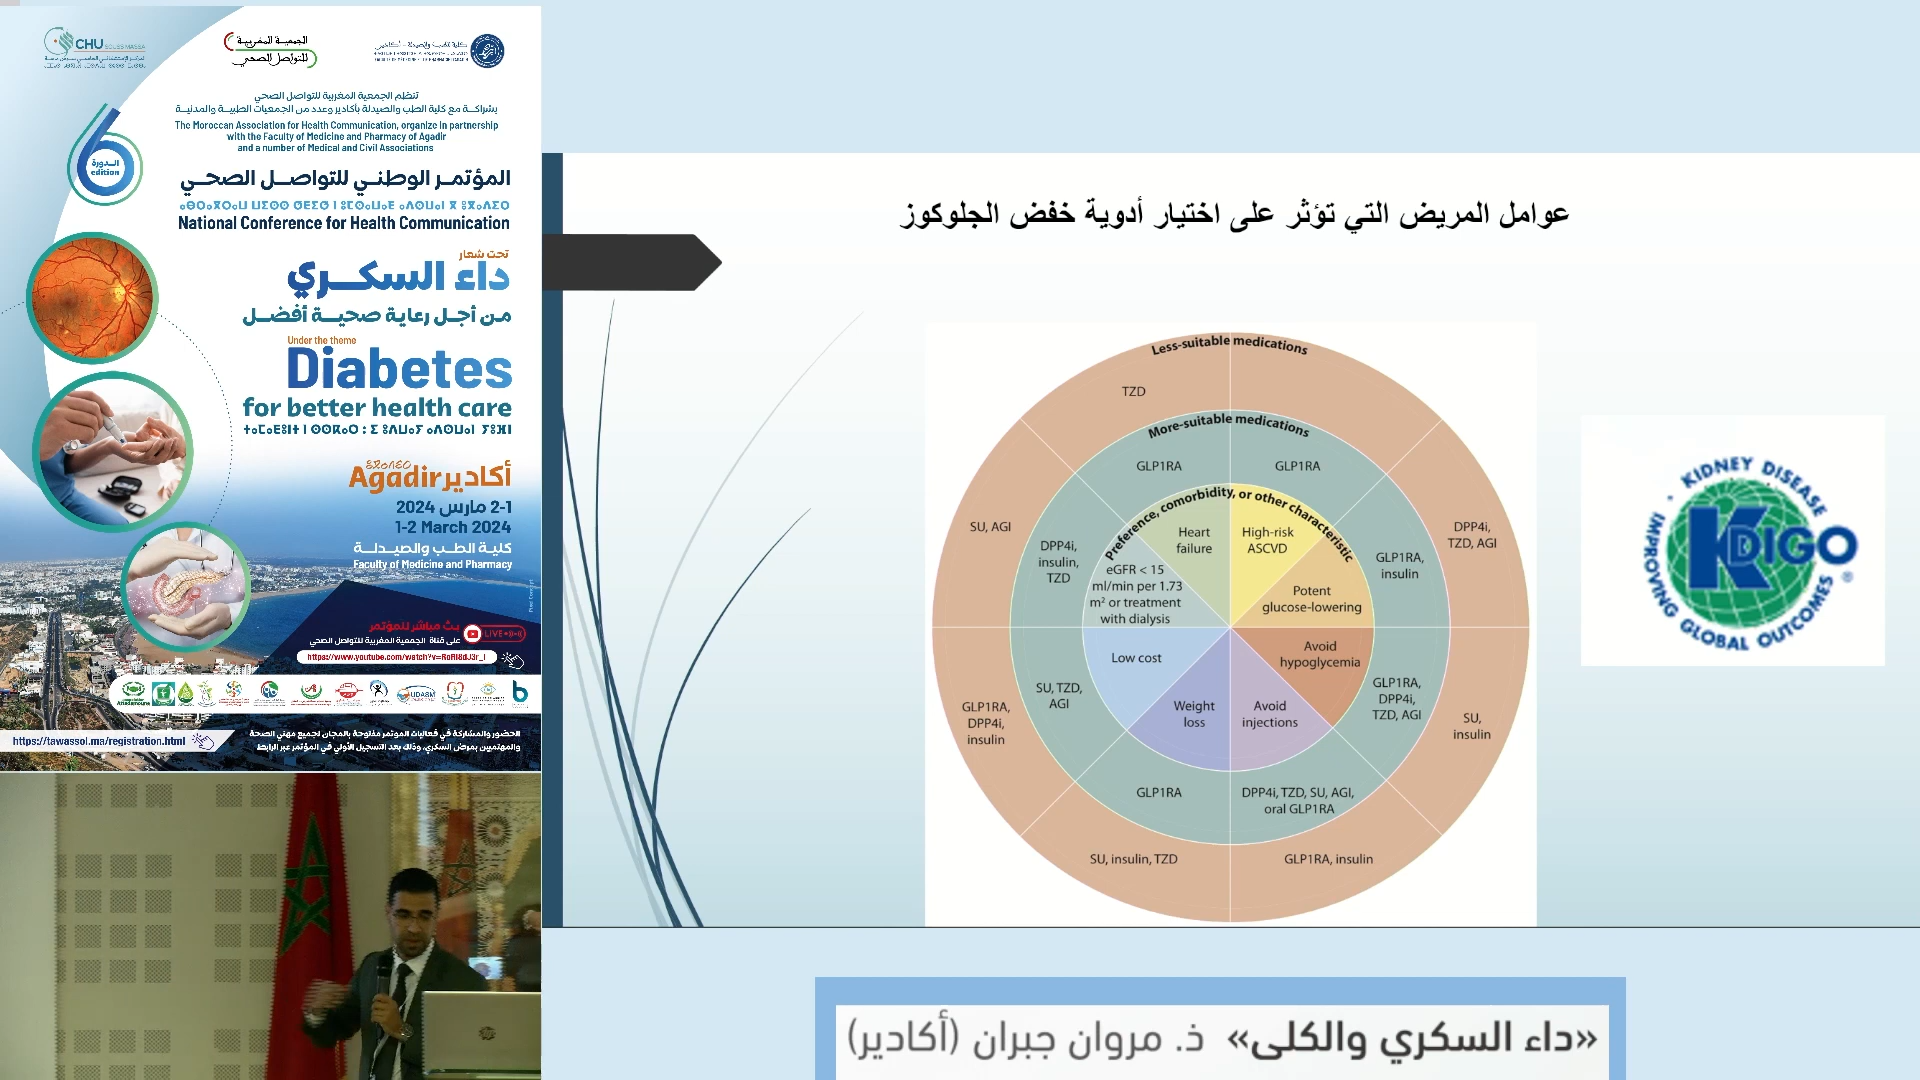 CHU SOUSS MASSA
الجمعية المغربية
للتواصل الصحي
تنظم الجمعية المغربية للتواصل الصحي
بشراكة مع كلية الطب والصيدلة بأكادير وعدد من الجمعيات الطبية والمدنية
The Moroccan Association for Health Communication, organize in partnership
with the Faculty of Medicine and Pharmacy of Agadir
and a number of Medical and Civil Associations
6
الدورة
edition
المؤتمر الوطني للتواصل الصحي
National Conference for Health Communication
تحت شعار
داء السكري
من أجل رعاية صحية أفضل
Under the theme
Diabetes
for better health care
Agadir أكادير
1-2 مارس 2024
1-2 March 2024
كلية الطب والصيدلة
Faculty of Medicine and Pharmacy
بث مباشر للمؤتمر
LIVE
على قناة الجمعية المغربية للتواصل الصحي
UDASM
https://tawassol.ma/registration.html
الحضور والمشاركة في فعاليات المؤتمر مفتوحة بالمجان لجميع مهني الصحة
والمهتمين بمرض السكري، وذلك بعد التسجيل الأولي في المؤتمر عبر الرابط
عوامل المريض التي تؤثر على اختيار أدوية خفض الجلوكوز
Less-suitable medications
TZD
SU, AGI
DPP4i,
TZD, AGI
GLP1RA,
DPP4i,
insulin
SU,
insulin
SU, insulin, TZD
GLP1RA, insulin
More-suitable medications
GLP1RA
GLP1RA
DPP4i,
insulin,
TZD
GLP1RA,
insulin
SU, TZD,
AGI
GLP1RA,
DPP4i,
TZD, AGI
GLP1RA
DPP4i, TZD, SU, AGI,
oral GLP1RA
Preference, comorbidity, or other characteristic
Heart
failure
High-risk
ASCVD
eGFR < 15
ml/min per 1.73
m² or treatment
with dialysis
Potent
glucose-lowering
Low cost
Avoid
hypoglycemia
Weight
loss
Avoid
injections
KIDNEY DISEASE
KDIGO®
IMPROVING GLOBAL OUTCOMES
«داء السكري والكلى» ذ. مروان جبران (أكادير)